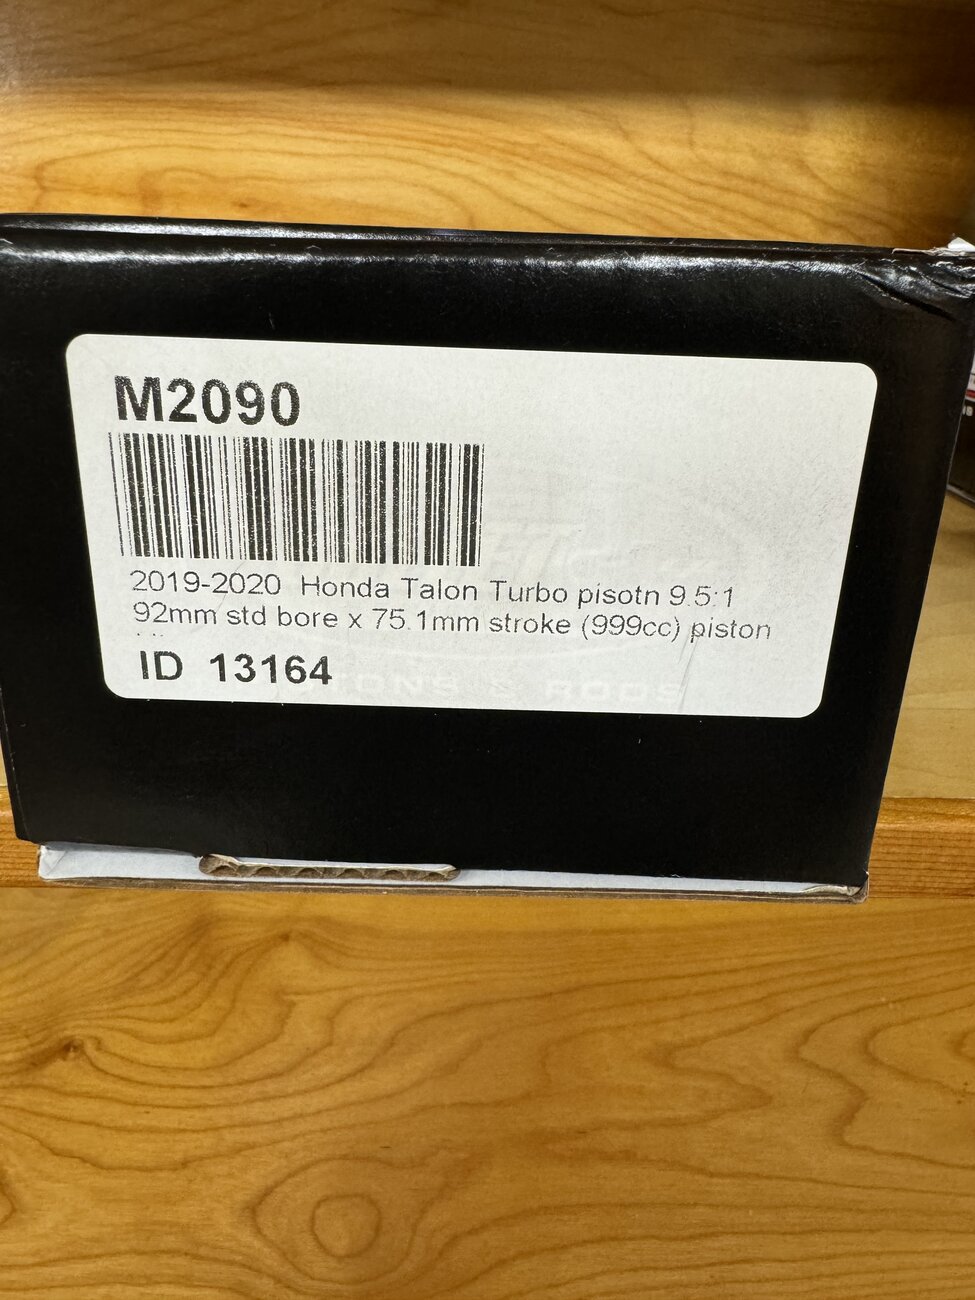 M2090
2019-2020 Honda Talon Turbo pisotn 9.5:1
92mm std bore x 75.1mm stroke (999cc) piston
ID 13164
& RODS